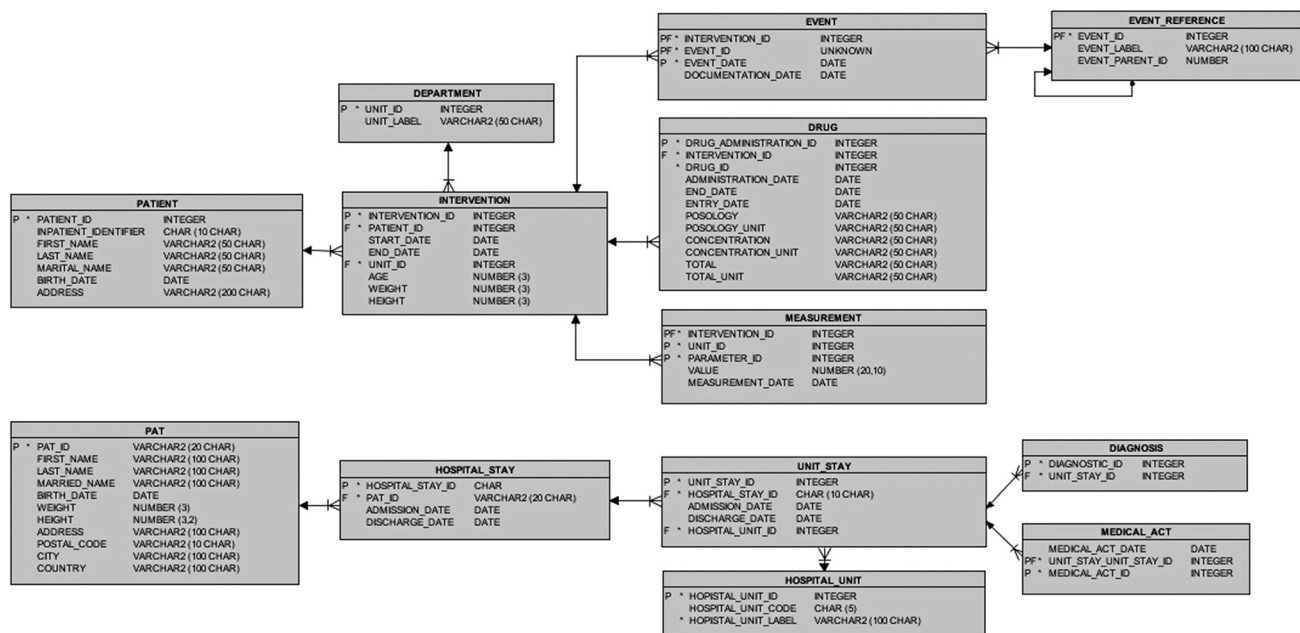 EVENT
PF * INTERVENTION_ID INTEGER
PF * EVENT_ID UNKNOWN
P * EVENT_DATE DATE
DOCUMENTATION_DATE DATE
EVENT_REFERENCE
PF * EVENT_ID INTEGER
EVENT_LABEL VARCHAR2 (100 CHAR)
EVENT_PARENT_ID NUMBER
DEPARTMENT
P * UNIT_ID INTEGER
UNIT_LABEL VARCHAR2 (50 CHAR)
DRUG
P * DRUG_ADMINISTRATION_ID INTEGER
F * INTERVENTION_ID INTEGER
* DRUG_ID INTEGER
ADMINISTRATION_DATE DATE
END_DATE DATE
ENTRY_DATE DATE
POSOLOGY VARCHAR2 (50 CHAR)
POSOLOGY_UNIT VARCHAR2 (50 CHAR)
CONCENTRATION VARCHAR2 (50 CHAR)
CONCENTRATION_UNIT VARCHAR2 (50 CHAR)
TOTAL VARCHAR2 (50 CHAR)
TOTAL_UNIT VARCHAR2 (50 CHAR)
PATIENT
P * PATIENT_ID INTEGER
INPATIENT_IDENTIFIER CHAR (10 CHAR)
FIRST_NAME VARCHAR2 (50 CHAR)
LAST_NAME VARCHAR2 (50 CHAR)
MARITAL_NAME VARCHAR2 (50 CHAR)
BIRTH_DATE DATE
ADDRESS VARCHAR2 (200 CHAR)
INTERVENTION
P * INTERVENTION_ID INTEGER
F * PATIENT_ID INTEGER
START_DATE DATE
END_DATE DATE
F * UNIT_ID INTEGER
AGE NUMBER (3)
WEIGHT NUMBER (3)
HEIGHT NUMBER (3)
MEASUREMENT
PF * INTERVENTION_ID INTEGER
P * UNIT_ID INTEGER
P * PARAMETER_ID INTEGER
VALUE NUMBER (20,10)
MEASUREMENT_DATE DATE
PAT
P * PAT_ID VARCHAR2 (20 CHAR)
FIRST_NAME VARCHAR2 (100 CHAR)
LAST_NAME VARCHAR2 (100 CHAR)
MARRIED_NAME VARCHAR2 (100 CHAR)
BIRTH_DATE DATE
WEIGHT NUMBER (3)
HEIGHT NUMBER (3,2)
ADDRESS VARCHAR2 (100 CHAR)
POSTAL_CODE VARCHAR2 (10 CHAR)
CITY VARCHAR2 (100 CHAR)
COUNTRY VARCHAR2 (100 CHAR)
HOSPITAL_STAY
P * HOSPITAL_STAY_ID CHAR
F * PAT_ID VARCHAR2 (20 CHAR)
ADMISSION_DATE DATE
DISCHARGE_DATE DATE
UNIT_STAY
P * UNIT_STAY_ID INTEGER
F * HOSPITAL_STAY_ID CHAR (10 CHAR)
ADMISSION_DATE DATE
DISCHARGE_DATE DATE
F * HOSPITAL_UNIT_ID INTEGER
DIAGNOSIS
P * DIAGNOSTIC_ID INTEGER
F * UNIT_STAY_ID INTEGER
MEDICAL_ACT
MEDICAL_ACT_DATE DATE
PF * UNIT_STAY_UNIT_STAY_ID INTEGER
P * MEDICAL_ACT_ID INTEGER
HOSPITAL_UNIT
P * HOPISTAL_UNIT_ID INTEGER
HOSPITAL_UNIT_CODE CHAR (5)
* HOPISTAL_UNIT_LABEL VARCHAR2 (100 CHAR)